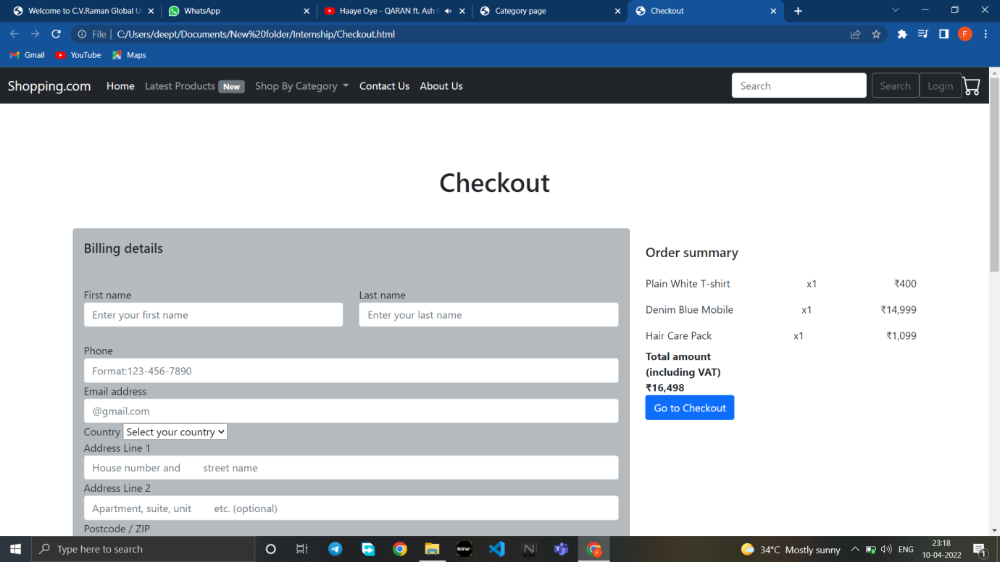 Welcome to C.V.Raman Global U
WhatsApp
Haaye Oye - QARAN ft. Ash
Category page
Checkout
File
C:/Users/deept/Documents/New%20folder/Internship/Checkout.html
F
Gmail
YouTube
Maps
Shopping.com
Home
Latest Products New
Shop By Category
Contact Us
About Us
Search
Search
Login
Checkout
Billing details
First name
Last name
Enter your first name
Enter your last name
Phone
Format:123-456-7890
Email address
@gmail.com
Country Select your country
Address Line 1
House number and street name
Address Line 2
Apartment, suite, unit etc. (optional)
Postcode / ZIP
Order summary
Plain White T-shirt x1 ₹400
Denim Blue Mobile x1 ₹14,999
Hair Care Pack x1 ₹1,099
Total amount
(including VAT)
₹16,498
Go to Checkout
Type here to search
SGW
N
F
34°C Mostly sunny
ENG
23:18
10-04-2022
1